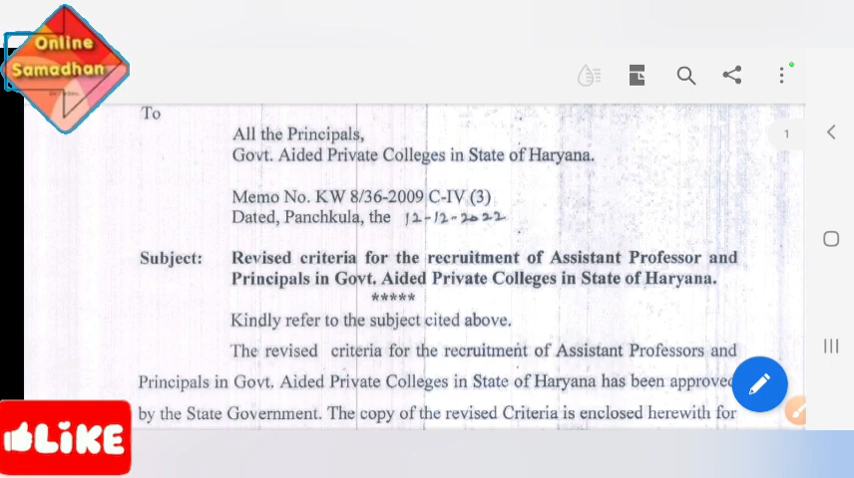 Online
Samadhan
To
1
All the Principals,
Govt. Aided Private Colleges in State of Haryana.
Memo No. KW 8/36-2009 C-IV (3)
Dated, Panchkula, the 12-12-2022
Subject: Revised criteria for the recruitment of Assistant Professor and
Principals in Govt. Aided Private Colleges in State of Haryana.
*****
Kindly refer to the subject cited above.
The revised criteria for the recruitment of Assistant Professors and
Principals in Govt. Aided Private Colleges in State of Haryana has been approved
by the State Government. The copy of the revised Criteria is enclosed herewith for
LiKE